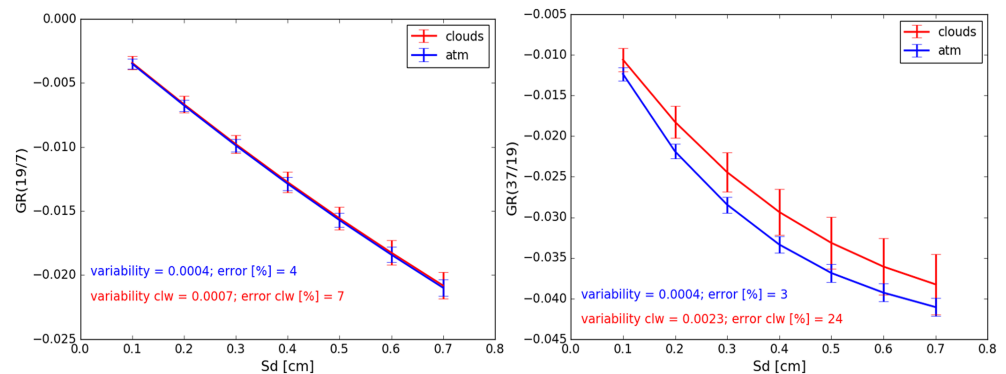 0.000
−0.005
−0.010
−0.015
−0.020
−0.025
GR(19/7)
clouds
atm
variability = 0.0004; error [%] = 4
variability clw = 0.0007; error clw [%] = 7
0.0 0.1 0.2 0.3 0.4 0.5 0.6 0.7 0.8
Sd [cm]
−0.005
−0.010
−0.015
−0.020
−0.025
−0.030
−0.035
−0.040
−0.045
GR(37/19)
clouds
atm
variability = 0.0004; error [%] = 3
variability clw = 0.0023; error clw [%] = 24
0.0 0.1 0.2 0.3 0.4 0.5 0.6 0.7 0.8
Sd [cm]